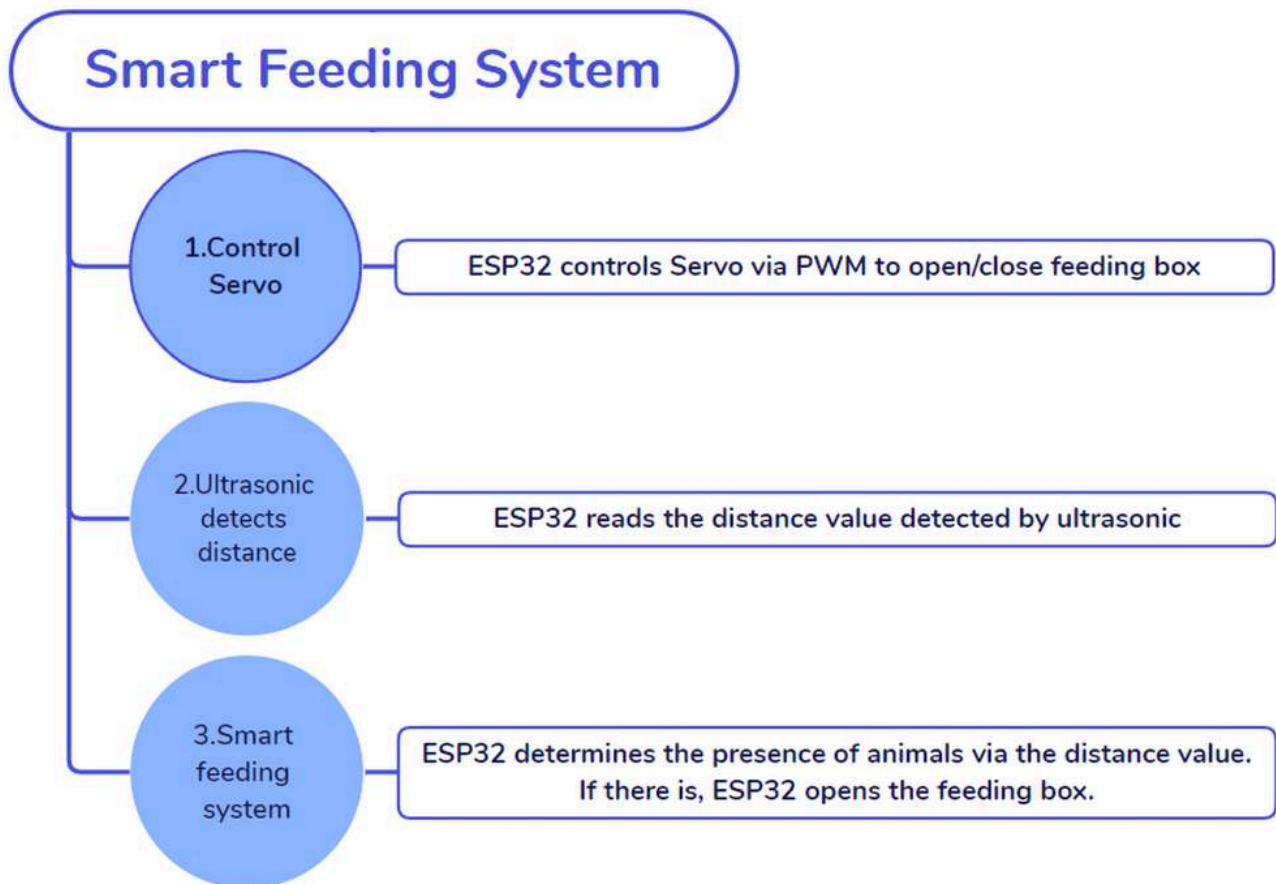 Smart Feeding System
1.Control
Servo
ESP32 controls Servo via PWM to open/close feeding box
2.Ultrasonic
detects
distance
ESP32 reads the distance value detected by ultrasonic
3.Smart
feeding
system
ESP32 determines the presence of animals via the distance value.
If there is, ESP32 opens the feeding box.